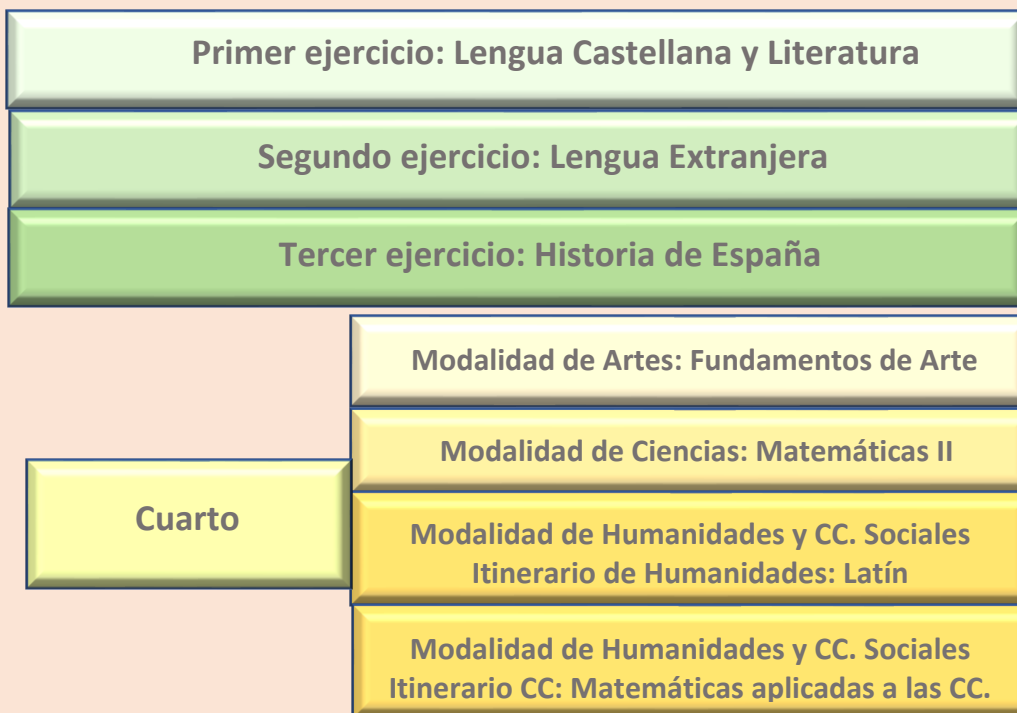 Primer ejercicio: Lengua Castellana y Literatura
Segundo ejercicio: Lengua Extranjera
Tercer ejercicio: Historia de España
Cuarto
Modalidad de Artes: Fundamentos de Arte
Modalidad de Ciencias: Matemáticas II
Modalidad de Humanidades y CC. Sociales
Itinerario de Humanidades: Latín
Modalidad de Humanidades y CC. Sociales
Itinerario CC: Matemáticas aplicadas a las CC.